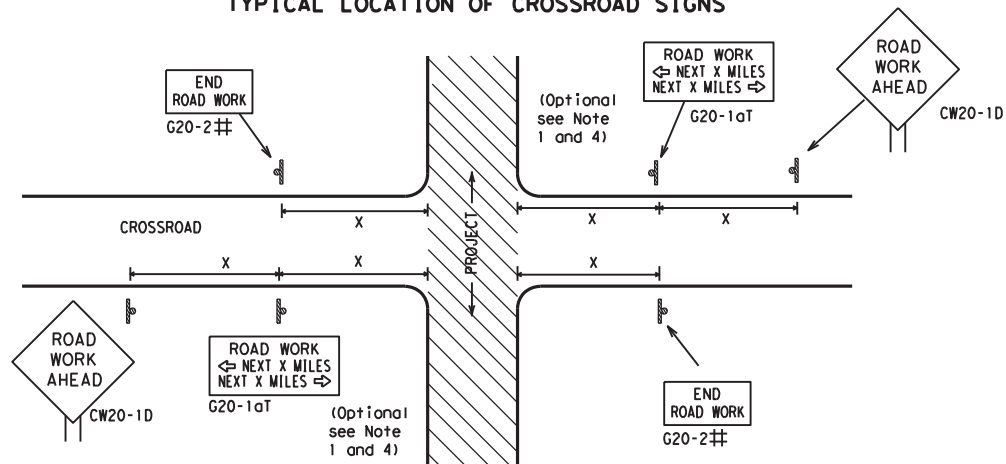 TYPICAL LOCATION OF CROSSROAD SIGNS
END
ROAD WORK
G20-2⌗
(Optional
see Note
1 and 4)
ROAD WORK
⇦ NEXT X MILES
NEXT X MILES ⇨
G20-1aT
ROAD
WORK
AHEAD
CW20-1D
X
X
X
CROSSROAD
PROJECT
X
X
X
ROAD
WORK
AHEAD
CW20-1D
ROAD WORK
⇦ NEXT X MILES
NEXT X MILES ⇨
G20-1aT
(Optional
see Note
1 and 4)
END
ROAD WORK
G20-2⌗